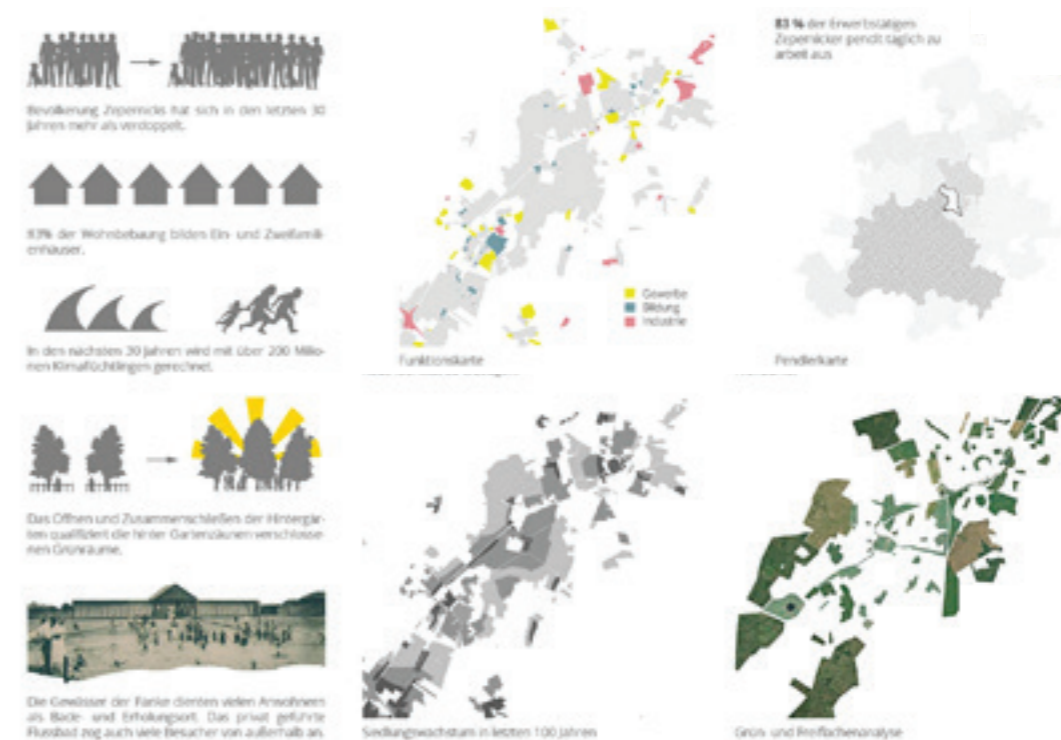 Bevölkerung Zepernicks hat sich in den letzten 30
Jahren mehr als verdoppelt.
83% der Wohnbebauung bilden Ein- und Zweifamili-
enhäuser.
In den nächsten 30 Jahren wird mit über 200 Millio-
nen Klimaflüchtlingen gerechnet.
Das Öffnen und Zusammenschließen der Hintergär-
ten qualifiziert die hinter Gartenzäunen verschlosse-
nen Grünräume.
Die Gewässer der Panke dienten vielen Anwohnern
als Bade- und Erholungsort. Das privat geführte
Flussbad zog auch viele Besucher von außerhalb an.
Gewerbe
Bildung
Industrie
Funktionskarte
Siedlungswachstum in letzten 100 Jahren
83 % der Erwerbstätigen
Zepernicker pendlt täglich zu
arbeit aus
Pendlerkarte
Grün- und Freiflächenanalyse